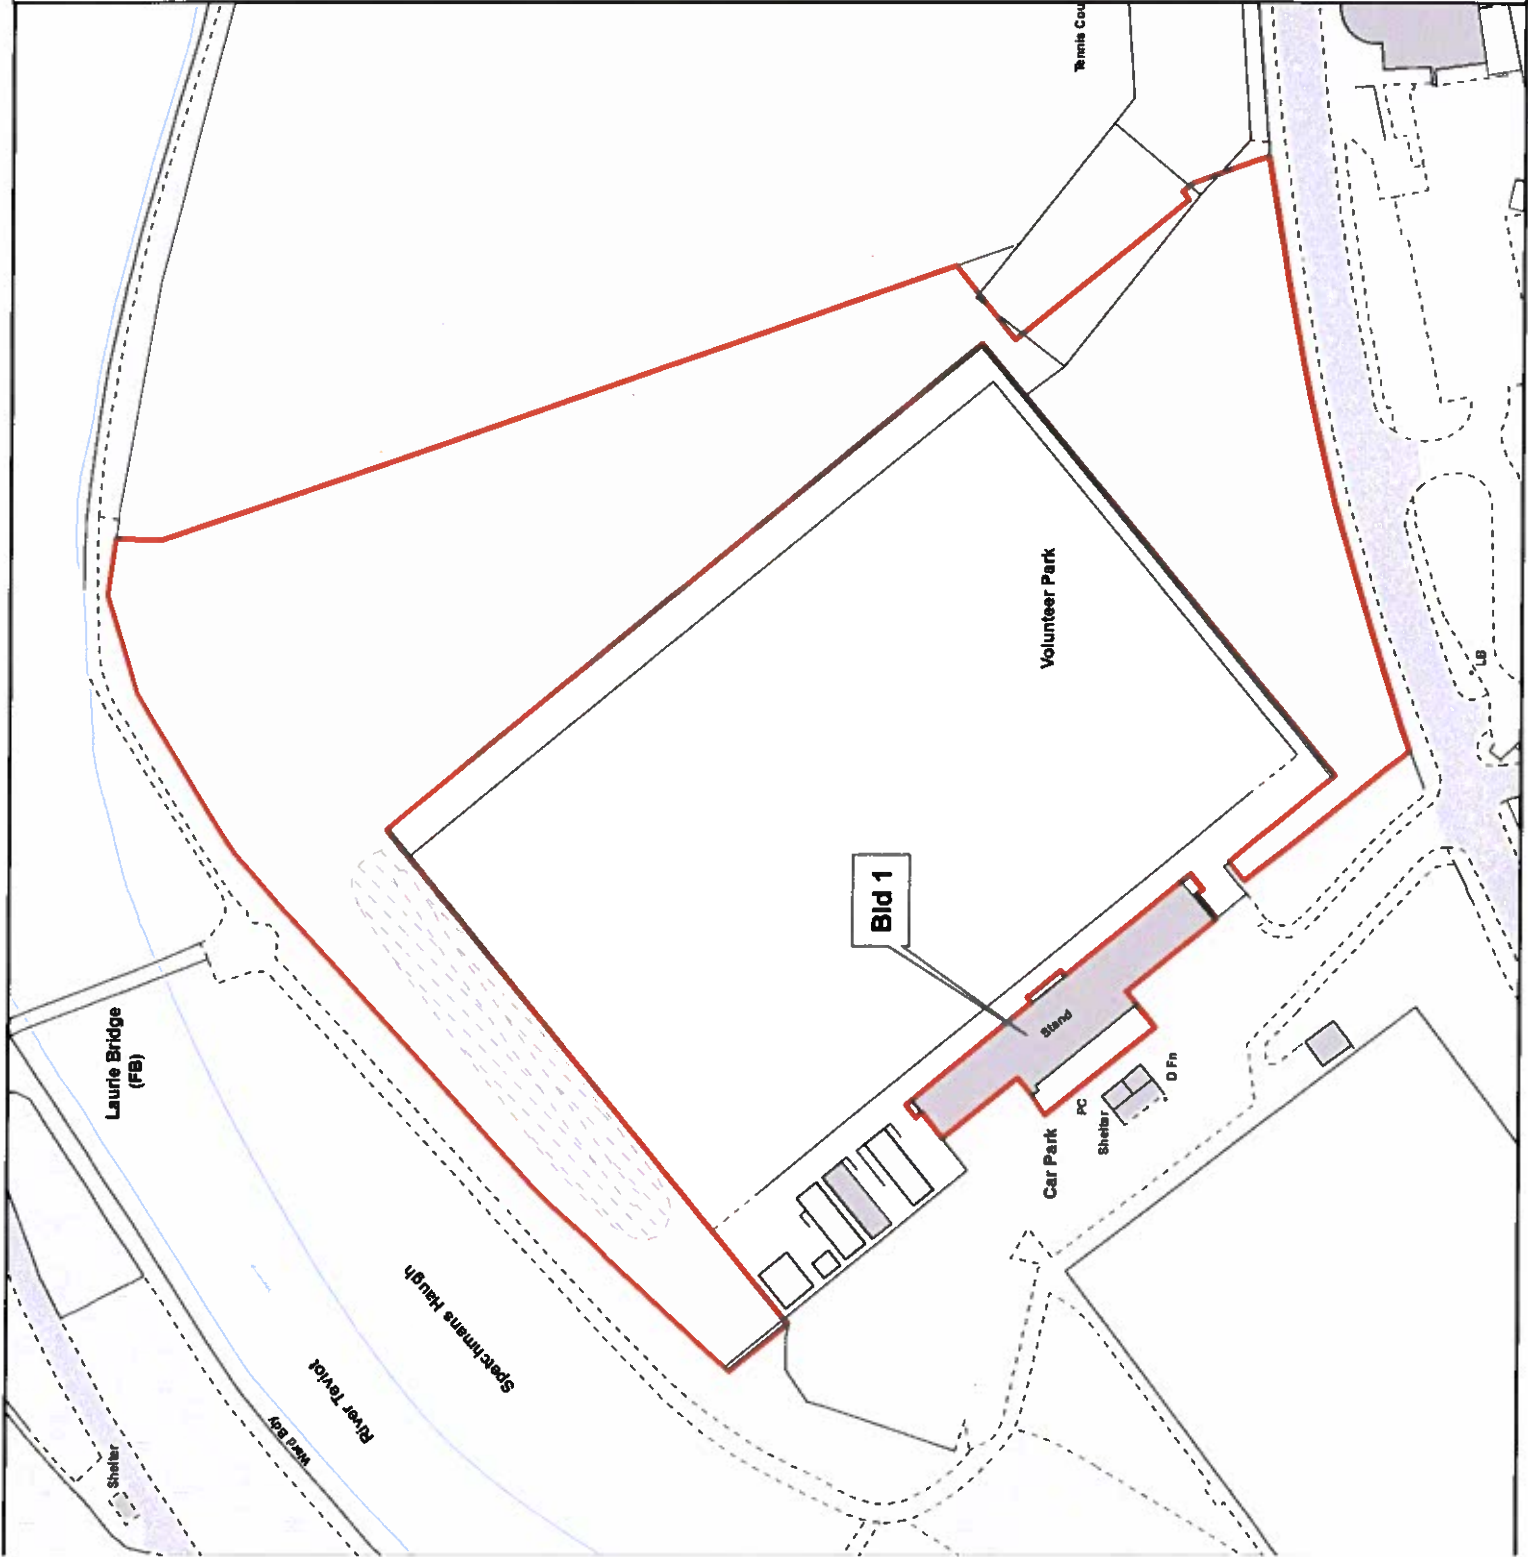 Tennis Cou
Volunteer Park
LB
Bld 1
Stand
Laurie Bridge
(FB)
D Fn
PC
Shelter
Car Park
Spetchmans Haugh
River Teviot
Ward Bdy
Shelter